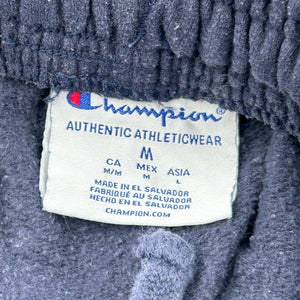 Champion
AUTHENTIC ATHLETICWEAR
M
CA MEX ASIA
M/M M L
MADE IN EL SALVADOR
FABRIQUÉ AU SALVADOR
HECHO EN EL SALVADOR
CHAMPION.COM